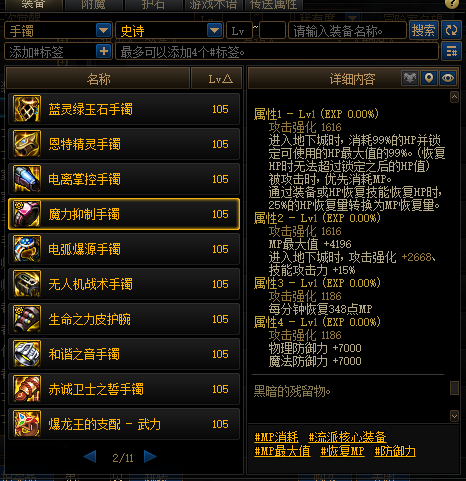 装备 附魔 护石 游戏术语 传送属性
手镯 史诗 Lv ~ 请输入装备名称. 搜索
添加#标签 最多可以添加4个#标签.
名称 Lv△ 详细内容
蓝灵绿玉石手镯 105
恩特精灵手镯 105
电离掌控手镯 105
魔力抑制手镯 105
电弧爆源手镯 105
无人机战术手镯 105
生命之力皮护腕 105
和谐之音手镯 105
赤诚卫士之誓手镯 105
爆龙王的支配 - 武力 105
2/11
属性1 - Lv1 (EXP 0.00%)
攻击强化 1616
进入地下城时, 消耗99%的HP并锁
定可使用的HP最大值的99%. (恢复
HP时无法超过锁定之后的HP值)
被攻击时, 优先消耗MP.
通过装备或HP恢复技能恢复HP时,
25%的HP恢复量转换为MP恢复量.
属性2 - Lv1 (EXP 0.00%)
攻击强化 1616
MP最大值 +4196
进入地下城时, 攻击强化 +2668、
技能攻击力 +15%
属性3 - Lv1 (EXP 0.00%)
攻击强化 1186
每分钟恢复348点MP
属性4 - Lv1 (EXP 0.00%)
攻击强化 1186
物理防御力 +7000
魔法防御力 +7000
黑暗的残留物。
#MP消耗 #流派核心装备
#MP最大值 #恢复MP #防御力